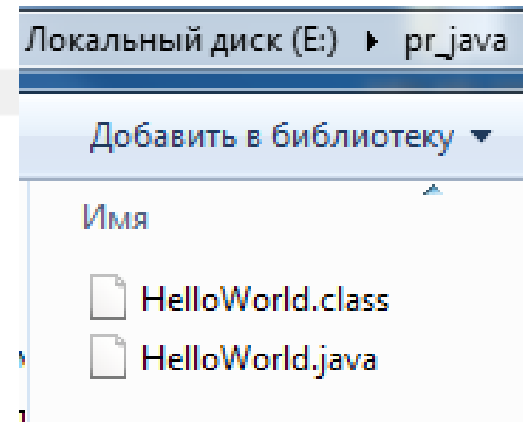 Локальный диск (E:) ▸ pr_java
Добавить в библиотеку ▼
Имя
HelloWorld.class
HelloWorld.java